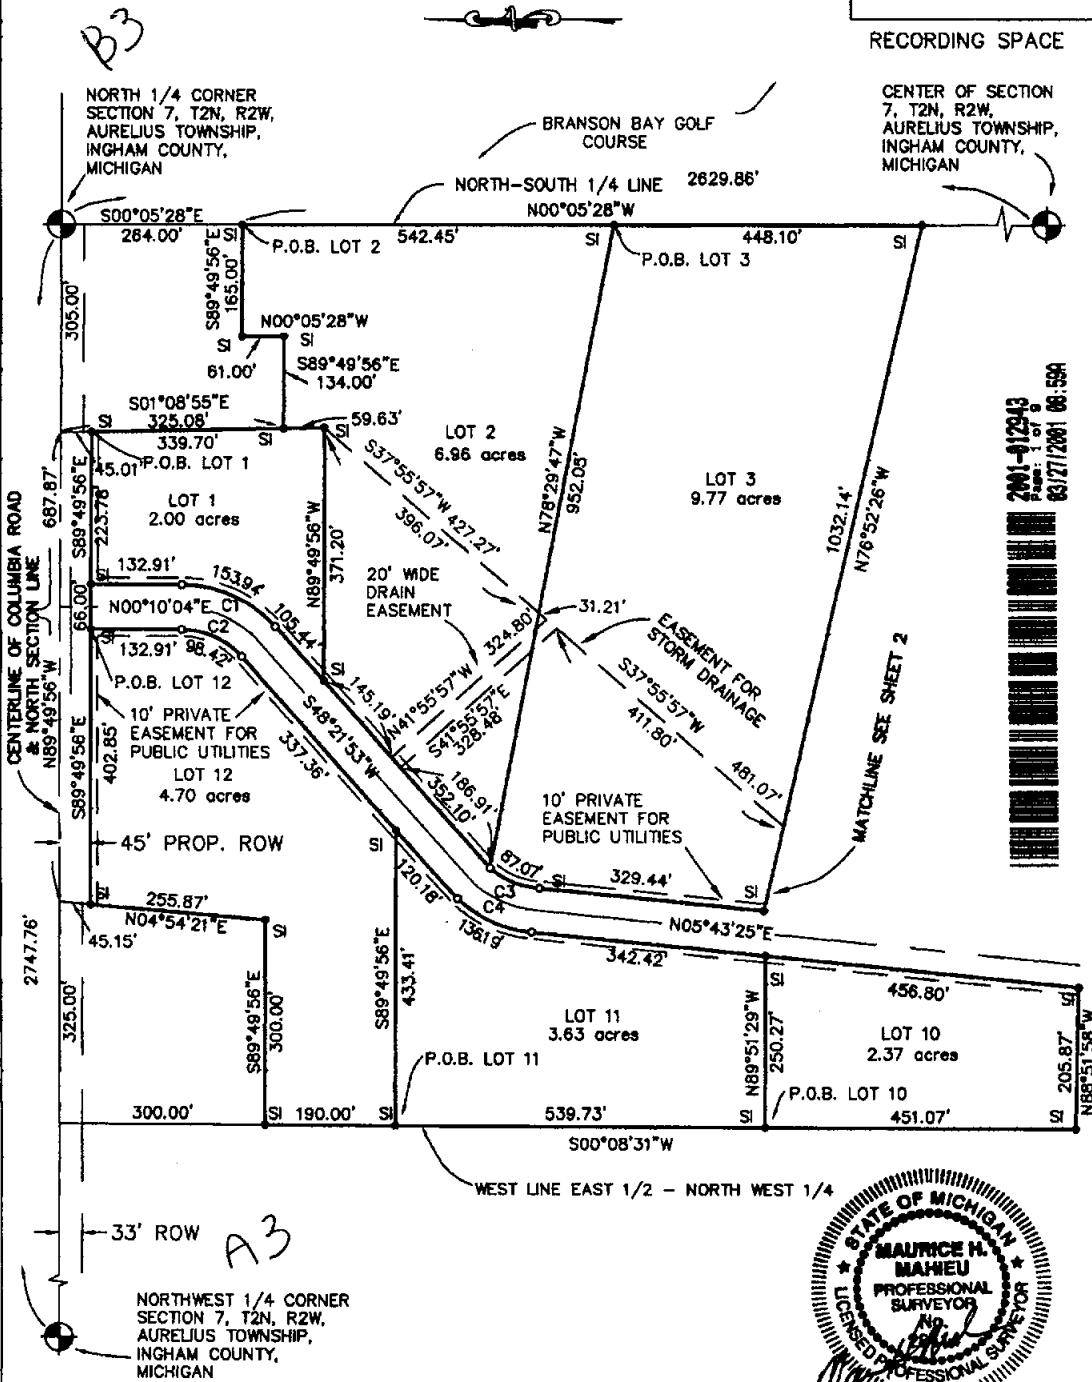 B3
RECORDING SPACE
NORTH 1/4 CORNER
SECTION 7, T2N, R2W,
AURELIUS TOWNSHIP,
INGHAM COUNTY,
MICHIGAN
BRANSON BAY GOLF
COURSE
CENTER OF SECTION
7, T2N, R2W,
AURELIUS TOWNSHIP,
INGHAM COUNTY,
MICHIGAN
NORTH-SOUTH 1/4 LINE 2629.86'
S00°05'28"E
264.00'
N00°05'28"W
542.45'
448.10'
SI
P.O.B. LOT 2
SI
P.O.B. LOT 3
SI
305.00'
S89°49'56"E
165.00'
N00°05'28"W
SI
SI
61.00'
S89°49'56"E
134.00'
S01°08'55"E
325.08'
59.63'
SI
339.70'
SI
SI
45.01'
P.O.B. LOT 1
LOT 2
6.96 acres
LOT 3
9.77 acres
S37°55'57"W 427.27'
396.07'
N78°29'47"W
952.05'
1032.14'
N76°52'26"W
2001-012943
Page: 1 of 9
03/27/2001 08:59A
687.87'
S89°49'56"E
223.78'
LOT 1
2.00 acres
N89°49'56"W
371.20'
CENTERLINE OF COLUMBIA ROAD
& NORTH SECTION LINE
N89°49'56"W
SI
132.91'
153.94'
N00°10'04"E
C1
105.44'
66.00'
C2
SI
132.91'
98.42'
20' WIDE
DRAIN
EASEMENT
31.21'
324.80'
EASEMENT FOR
STORM DRAINAGE
S37°55'57"W
411.80'
481.07'
N41°55'57"W
S41°55'57"E
328.48'
MATCHLINE SEE SHEET 2
SI
P.O.B. LOT 12
145.19'
S48°21'53"W
10' PRIVATE
EASEMENT FOR
PUBLIC UTILITIES
337.36'
S89°49'56"E
402.85'
LOT 12
4.70 acres
186.91'
352.10'
10' PRIVATE
EASEMENT FOR
PUBLIC UTILITIES
45' PROP. ROW
SI
87.07'
SI
329.44'
SI
C3
C4
120.18'
136.19'
N05°43'25"E
342.42'
SI
255.87'
N04°54'21"E
SI
45.15'
2747.76'
325.00'
S89°49'56"E
300.00'
S89°49'56"E
433.41'
LOT 11
3.63 acres
N89°51'29"W
250.27'
SI
456.80'
SI
LOT 10
2.37 acres
205.87'
N88°51'58"W
P.O.B. LOT 11
P.O.B. LOT 10
300.00'
SI
190.00'
SI
539.73'
SI
451.07'
SI
S00°08'31"W
WEST LINE EAST 1/2 - NORTH WEST 1/4
33' ROW
A3
NORTHWEST 1/4 CORNER
SECTION 7, T2N, R2W,
AURELIUS TOWNSHIP,
INGHAM COUNTY,
MICHIGAN
STATE OF MICHIGAN
MAURICE H.
MAHIEU
PROFESSIONAL
SURVEYOR
No.
LICENSED PROFESSIONAL SURVEYOR